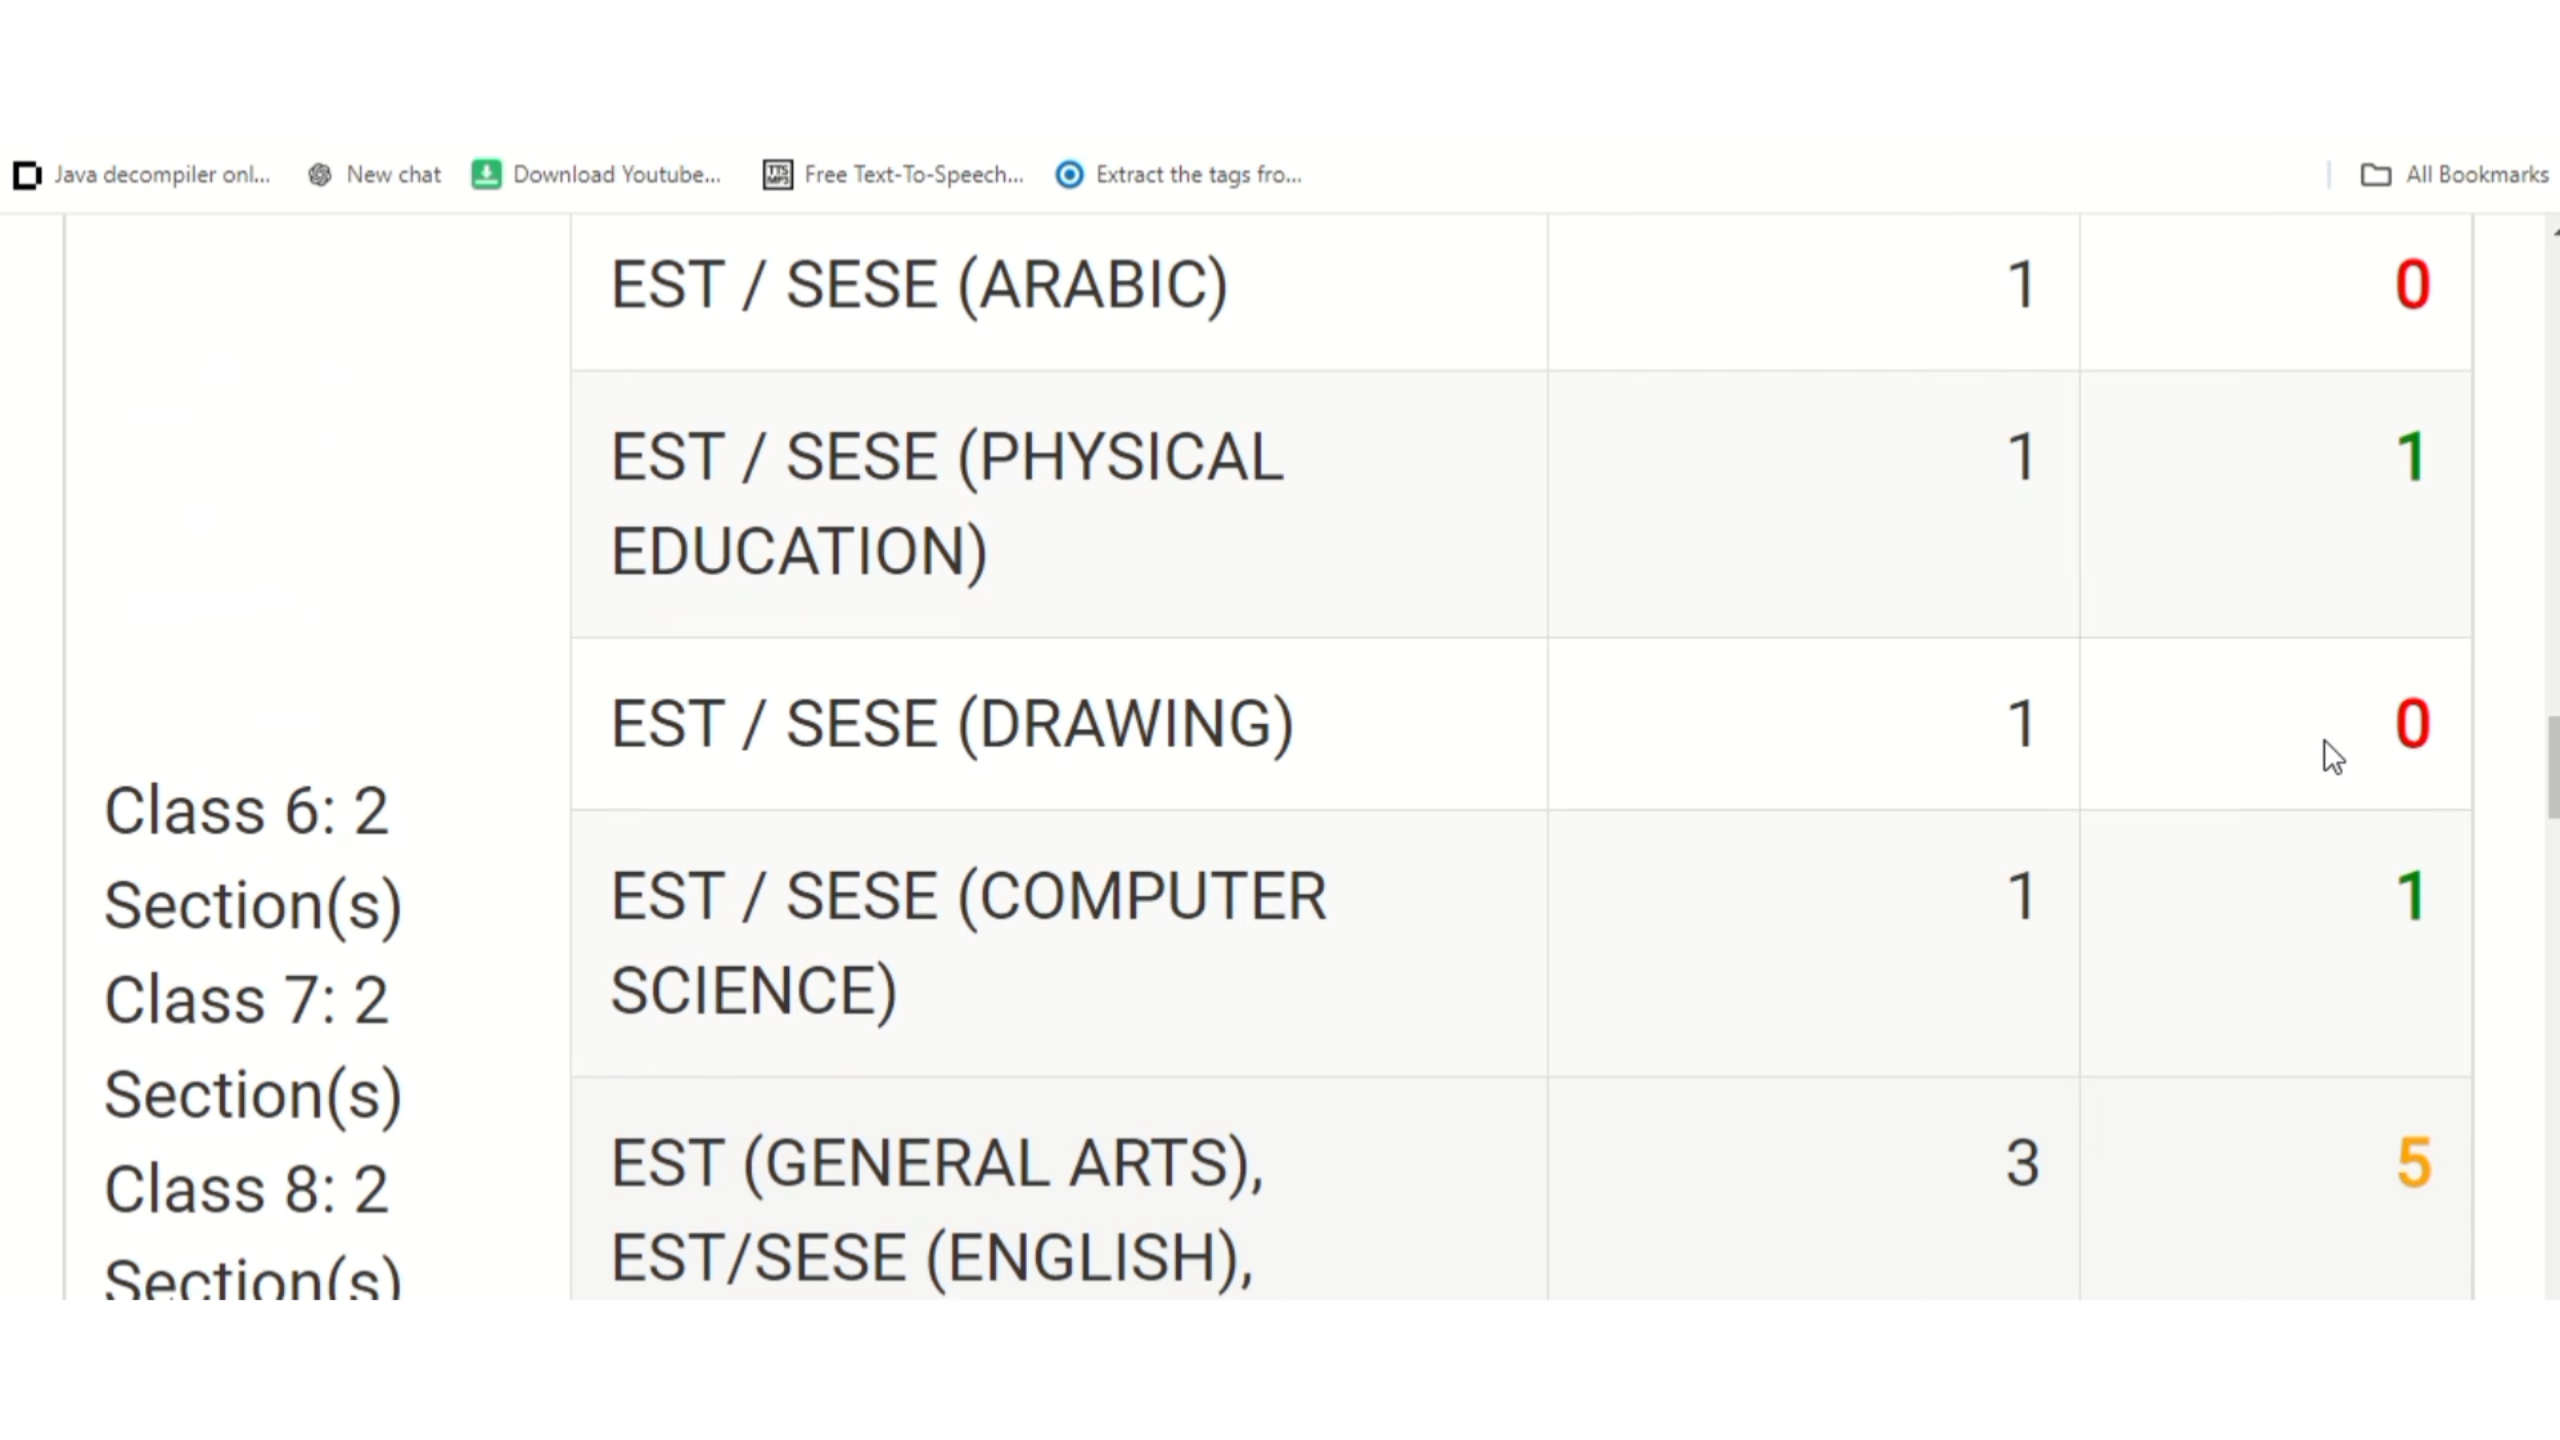 Java decompiler onl... New chat Download Youtube... TTS MP3 Free Text-To-Speech... Extract the tags fro... All Bookmarks
EST / SESE (ARABIC) 1 0
EST / SESE (PHYSICAL 1 1
EDUCATION)
EST / SESE (DRAWING) 1 0
Class 6: 2
Section(s)
Class 7: 2
Section(s)
Class 8: 2
Section(s)
EST / SESE (COMPUTER 1 1
SCIENCE)
EST (GENERAL ARTS), 3 5
EST/SESE (ENGLISH),